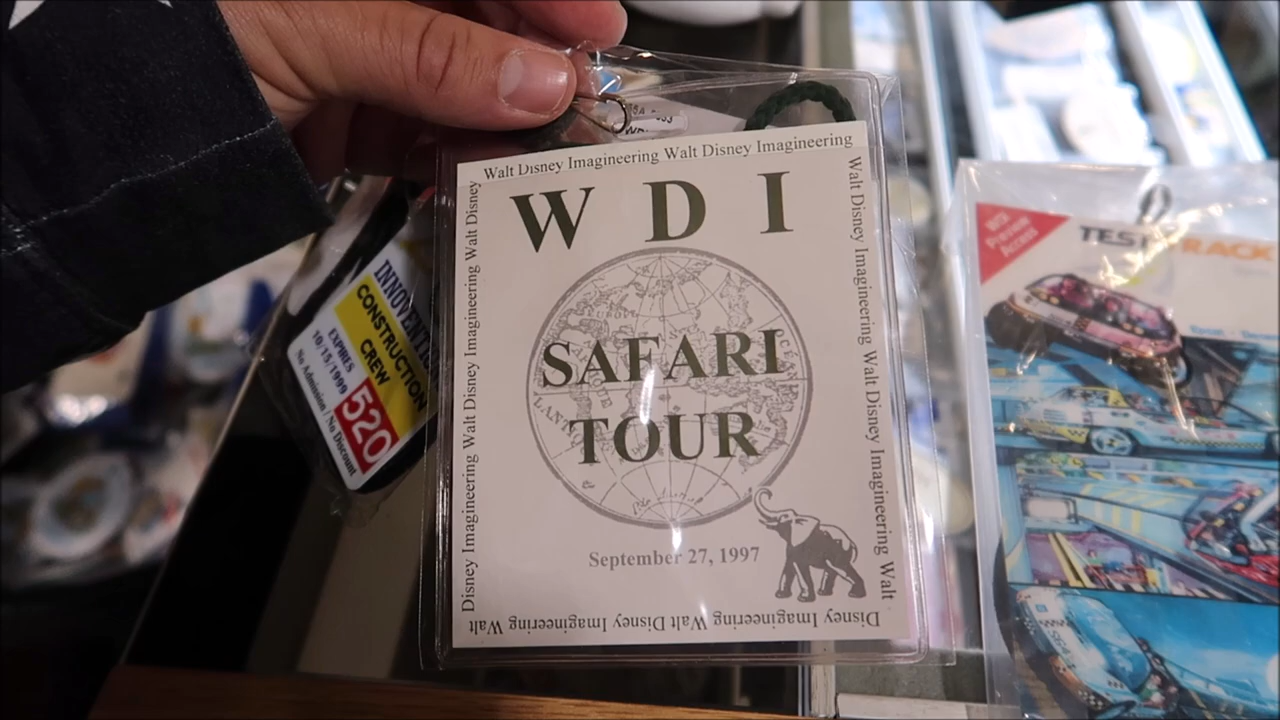 Walt Disney Imagineering Walt Disney Imagineering
W D I
SAFARI
TOUR
September 27, 1997
Walt Disney Imagineering Walt Disney Imagineering Walt
Disney Imagineering Walt Disney Imagineering Walt
Disney Imagineering Walt Disney Imagineering Walt Disney
CONSTRUCTION
CREW
EXPIRES
10/15/1999
520
No Admission / No Discount
TEST TRACK